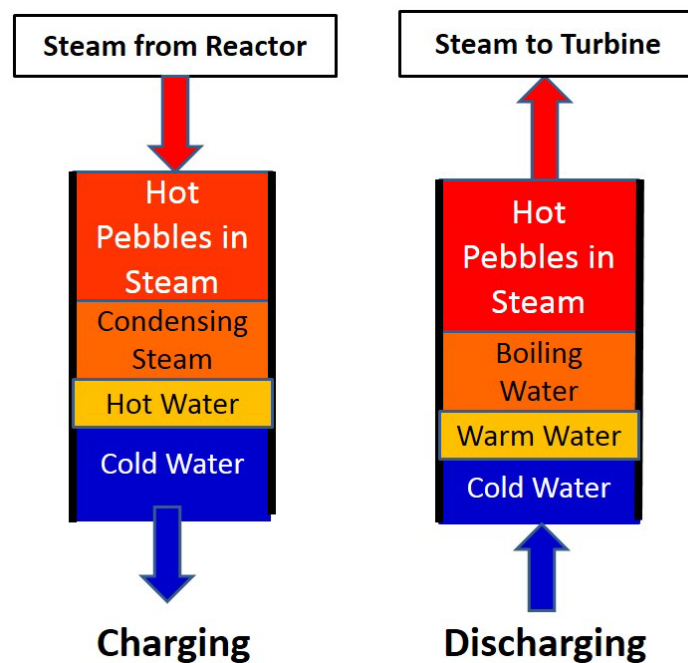 Steam from Reactor
Hot
Pebbles in
Steam
Condensing
Steam
Hot Water
Cold Water
Charging
Steam to Turbine
Hot
Pebbles in
Steam
Boiling
Water
Warm Water
Cold Water
Discharging